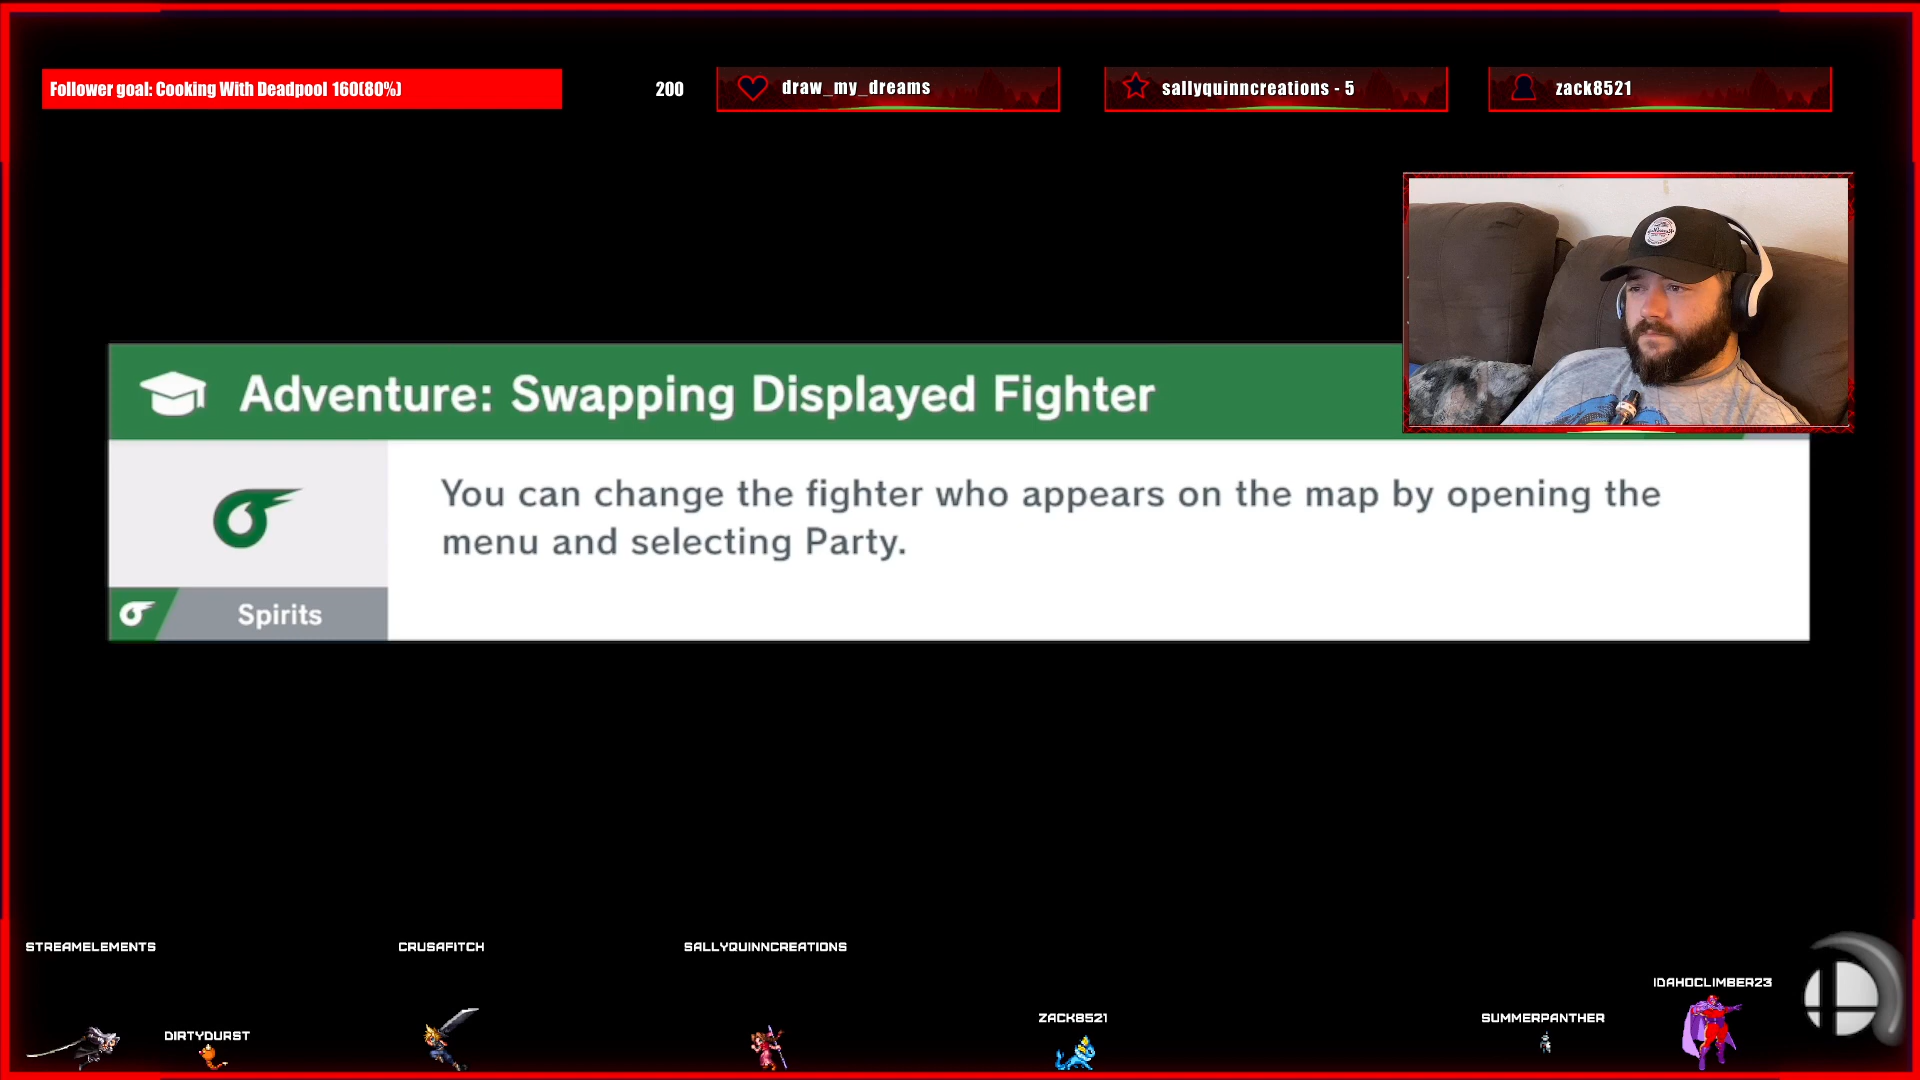 Follower goal: Cooking With Deadpool 160(80%)
200
draw_my_dreams
sallyquinncreations - 5
zack8521
Adventure: Swapping Displayed Fighter
You can change the fighter who appears on the map by opening the
menu and selecting Party.
Spirits
STREAMELEMENTS
CRUSAFITCH
SALLYQUINNCREATIONS
IDAHOCLIMBER23
ZACK8521
SUMMERPANTHER
DIRTYDURST